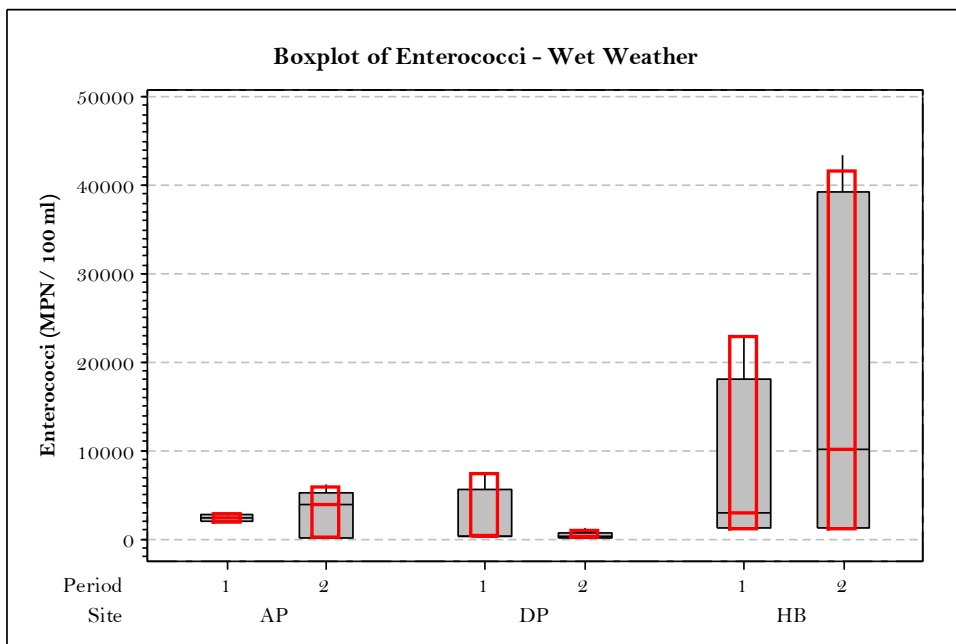 Boxplot of Enterococci - Wet Weather
Enterococci (MPN/ 100 ml)
50000
40000
30000
20000
10000
0
Period 1 2 1 2 1 2
Site AP DP HB